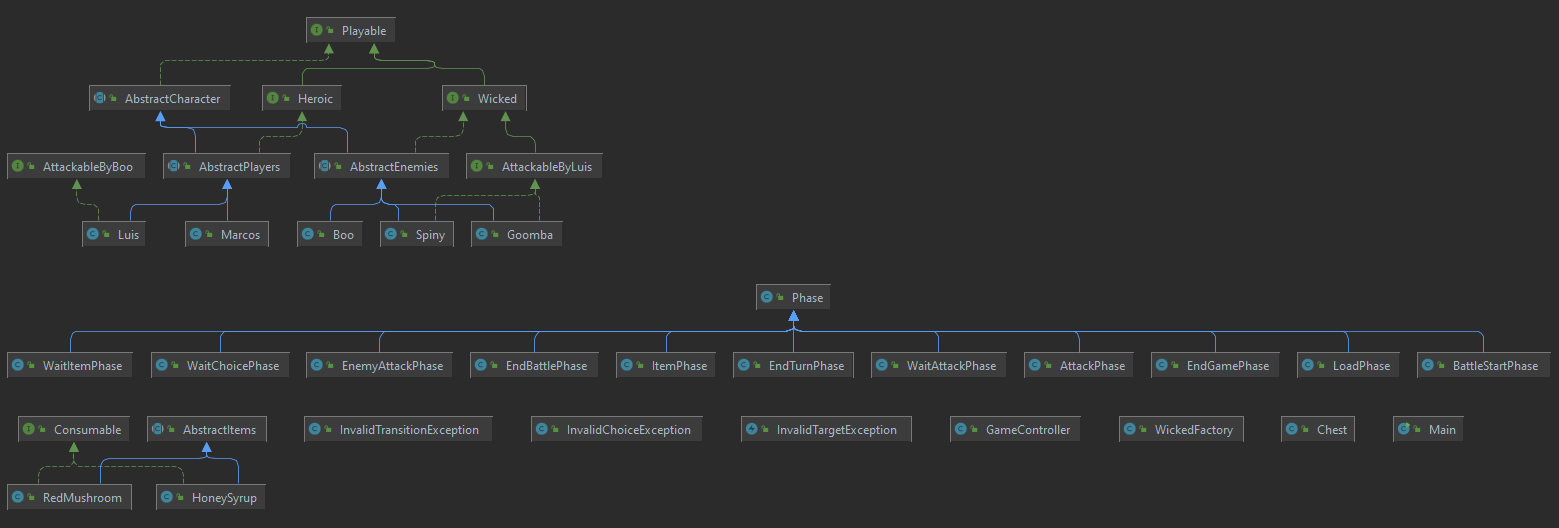 Playable
AbstractCharacter
Heroic
Wicked
AttackableByBoo
AbstractPlayers
AbstractEnemies
AttackableByLuis
Luis
Marcos
Boo
Spiny
Goomba
Phase
WaitItemPhase
WaitChoicePhase
EnemyAttackPhase
EndBattlePhase
ItemPhase
EndTurnPhase
WaitAttackPhase
AttackPhase
EndGamePhase
LoadPhase
BattleStartPhase
Consumable
AbstractItems
InvalidTransitionException
InvalidChoiceException
InvalidTargetException
GameController
WickedFactory
Chest
Main
RedMushroom
HoneySyrup